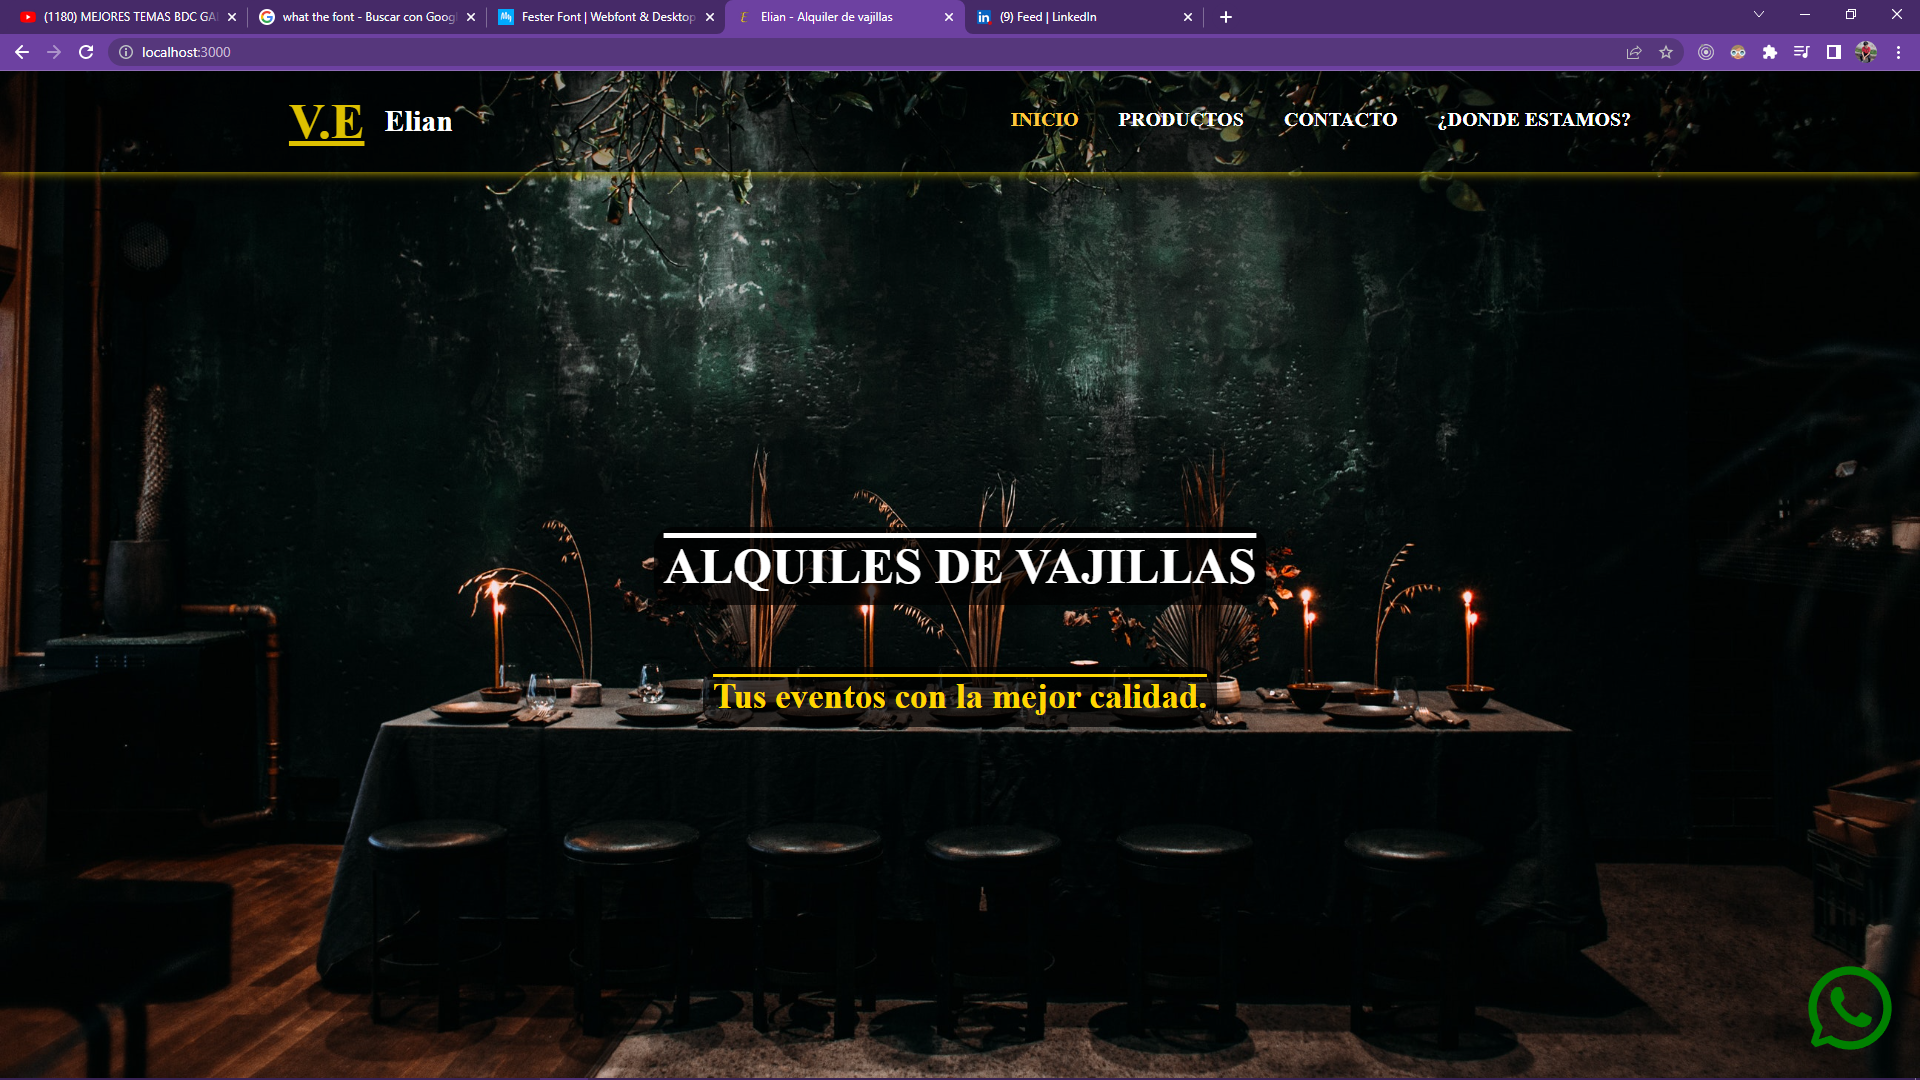 (1180) MEJORES TEMAS BDC GA
what the font - Buscar con Goog
Fester Font | Webfont & Desktop
Elian - Alquiler de vajillas
(9) Feed | LinkedIn
localhost:3000
V.E Elian
INICIO PRODUCTOS CONTACTO ¿DONDE ESTAMOS?
ALQUILES DE VAJILLAS
Tus eventos con la mejor calidad.